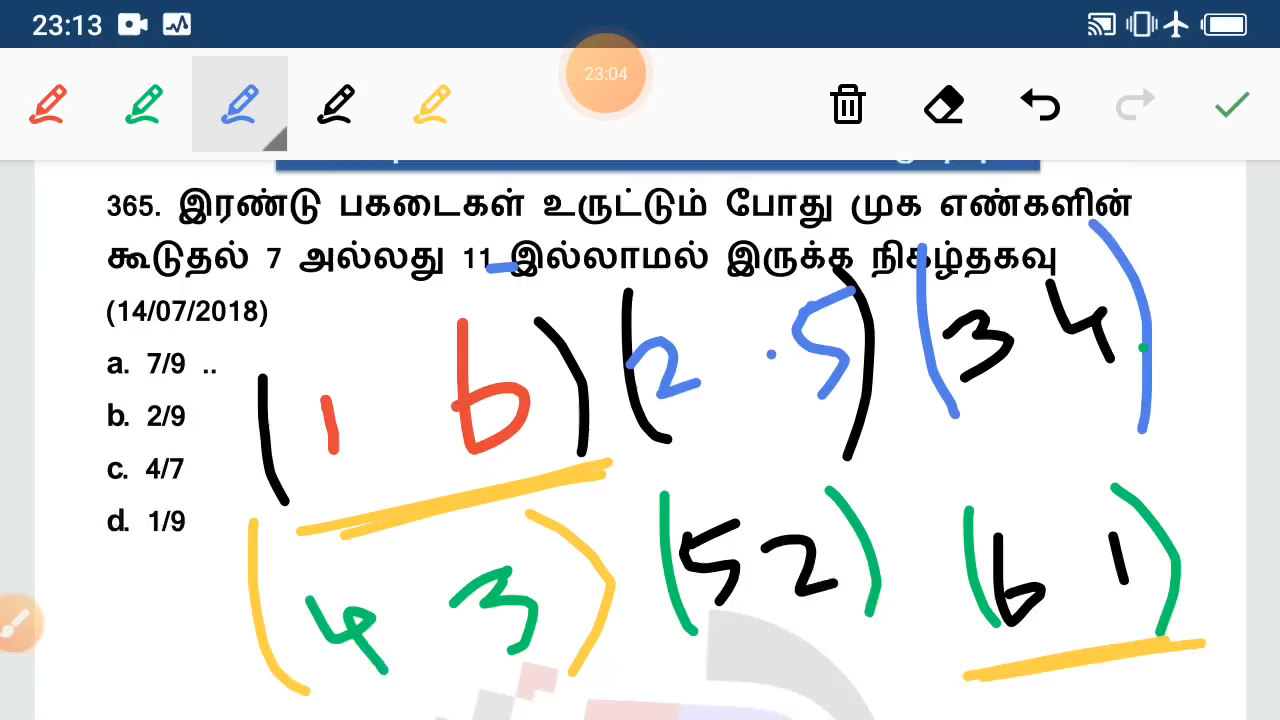 23:13
23:04
365. இரண்டு பகடைகள் உருட்டும் போது முக எண்களின்
கூடுதல் 7 அல்லது 11 இல்லாமல் இருக்க நிகழ்தகவு
(14/07/2018)
a. 7/9 ..
b. 2/9
c. 4/7
d. 1/9
(1 6) (2 . 5) (3 4)
(4 3) (5 2) (6 1)